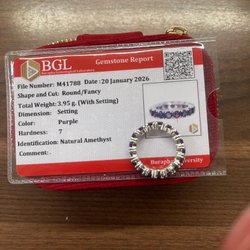 BGL
Gemstone Report
File Number: M41788 Date: 20 January 2026
Shape and Cut: Round/Fancy
Total Weight: 3.95 g. (With Setting)
Dimension: Setting
Color: Purple
Hardness: 7
Identification: Natural Amethyst
Comment: .